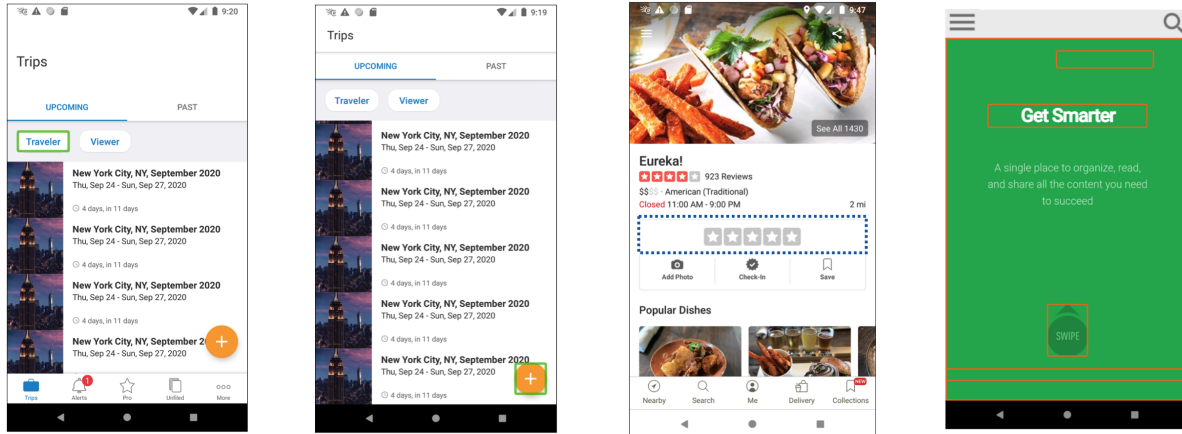 9:20
Trips
UPCOMING PAST
Traveler Viewer
New York City, NY, September 2020
Thu, Sep 24 - Sun, Sep 27, 2020
4 days, in 11 days
New York City, NY, September 2020
Thu, Sep 24 - Sun, Sep 27, 2020
4 days, in 11 days
New York City, NY, September 2020
Thu, Sep 24 - Sun, Sep 27, 2020
4 days, in 11 days
New York City, NY, September 2
Thu, Sep 24 - Sun, Sep 27, 2020
1
Trips Alerts Pro Unfiled More
9:19
Trips
UPCOMING PAST
Traveler Viewer
New York City, NY, September 2020
Thu, Sep 24 - Sun, Sep 27, 2020
4 days, in 11 days
New York City, NY, September 2020
Thu, Sep 24 - Sun, Sep 27, 2020
4 days, in 11 days
New York City, NY, September 2020
Thu, Sep 24 - Sun, Sep 27, 2020
4 days, in 11 days
New York City, NY, September 2020
Thu, Sep 24 - Sun, Sep 27, 2020
4 days, in 11 days
New York City, NY, September 2020
Thu, Sep 24 - Sun, Sep 27, 2020
4 days, in 11 days
9:47
See All 1430
Eureka!
923 Reviews
$$$$ · American (Traditional)
Closed 11:00 AM - 9:00 PM 2 mi
Add Photo Check-In Save
Popular Dishes
NEW
Nearby Search Me Delivery Collections
Get Smarter
A single place to organize, read,
and share all the content you need
to succeed
SWIPE